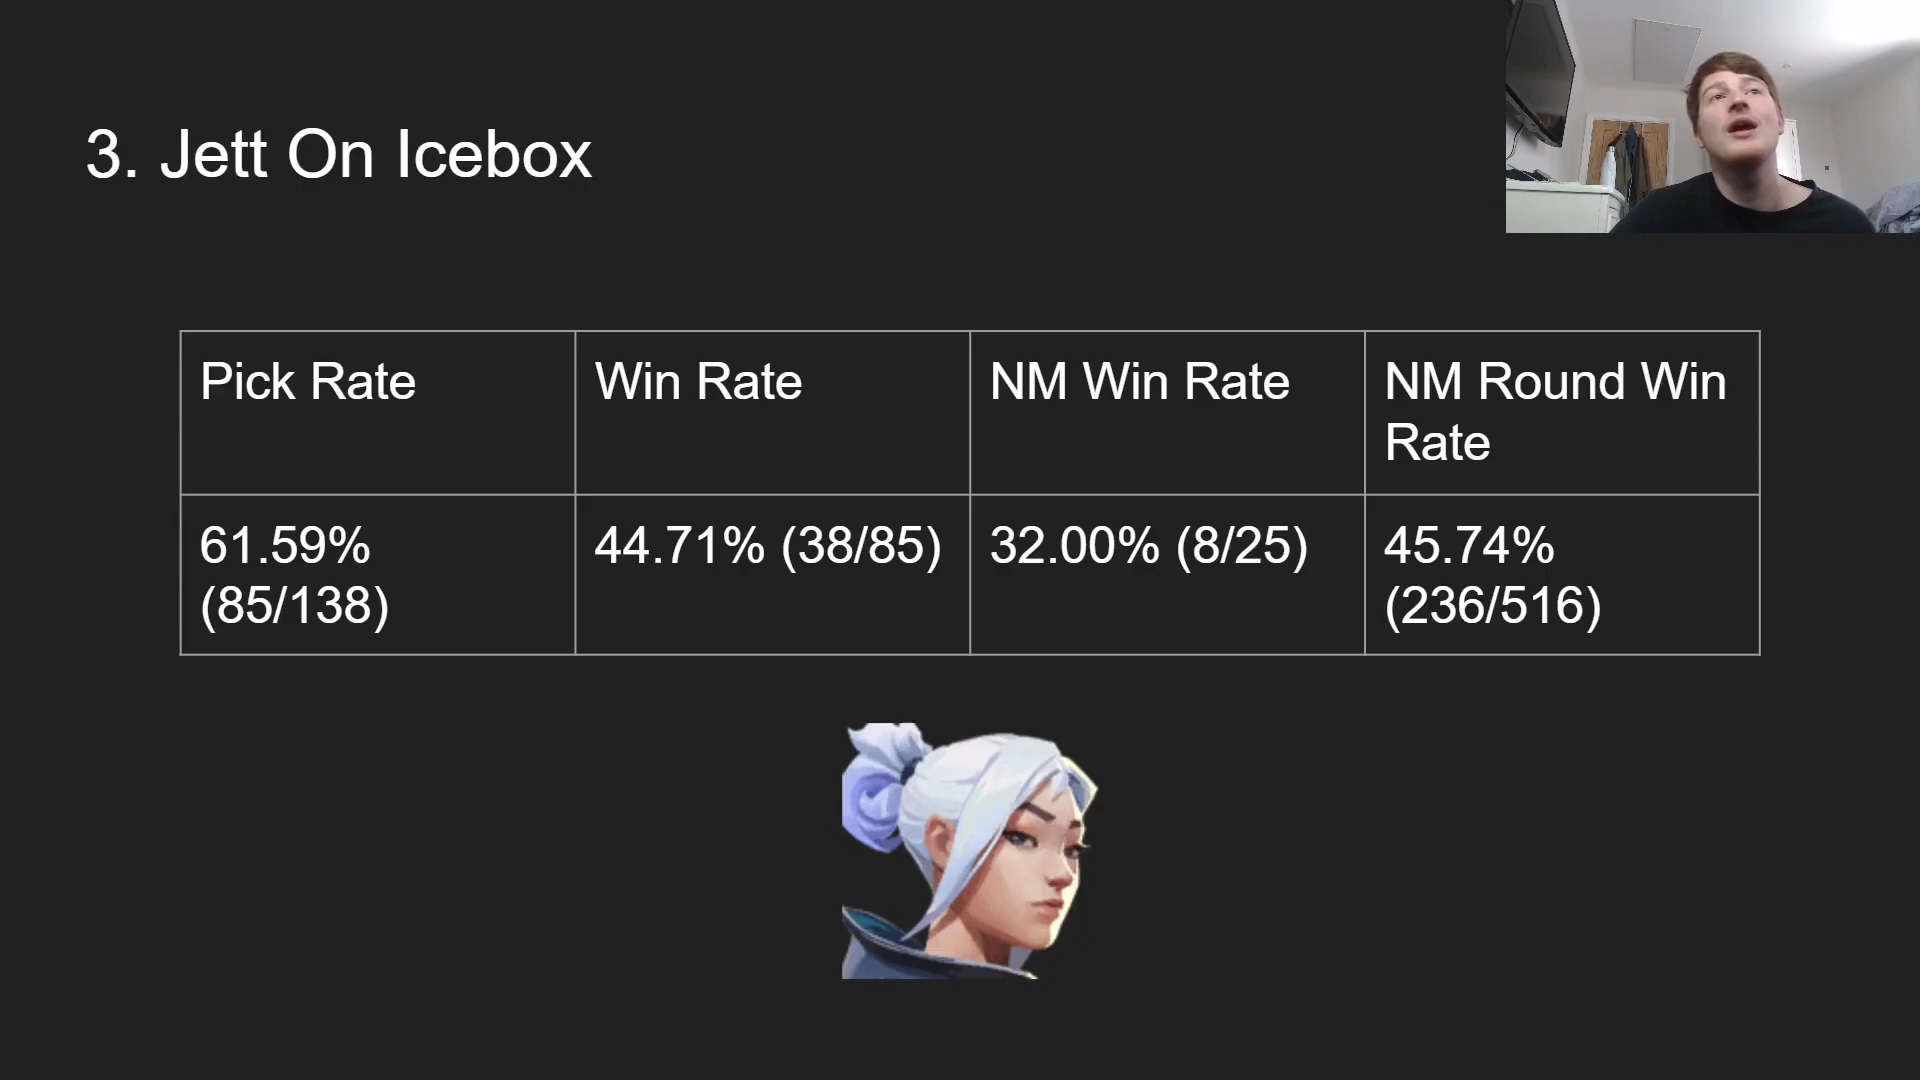 3. Jett On Icebox
Pick Rate
Win Rate
NM Win Rate
NM Round Win
Rate
61.59%
(85/138)
44.71% (38/85)
32.00% (8/25)
45.74%
(236/516)